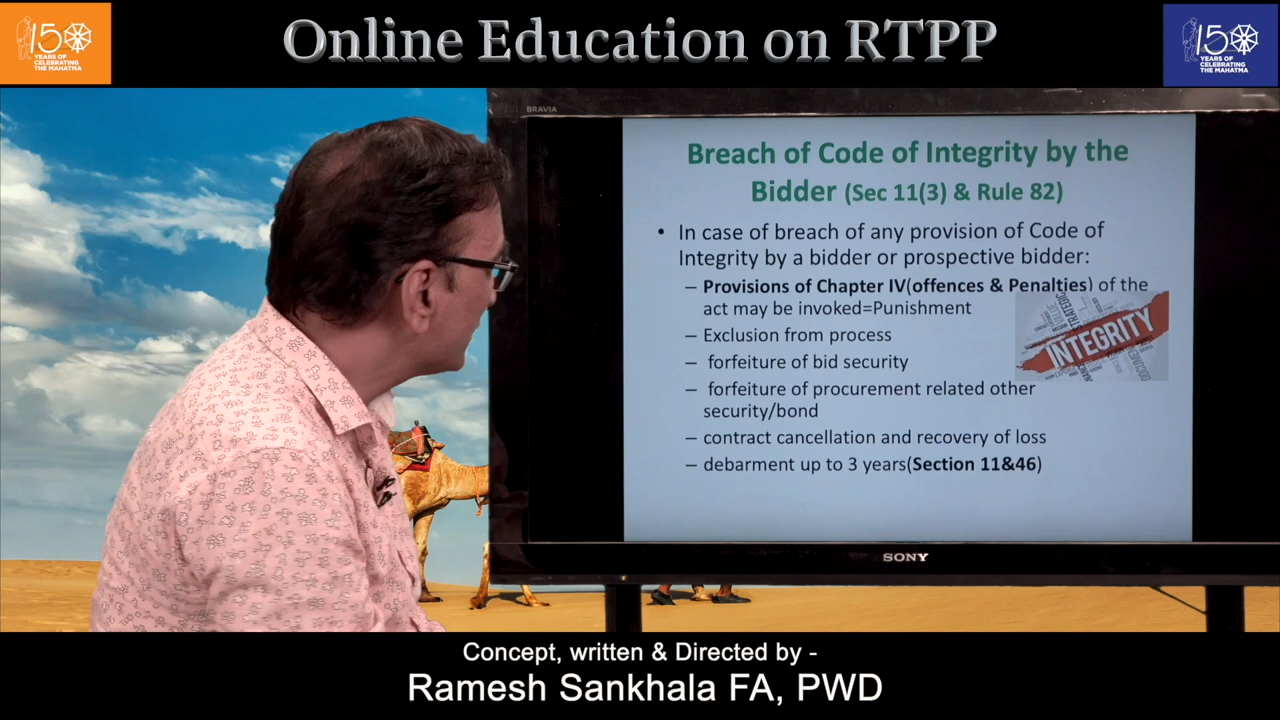 150
YEARS OF
CELEBRATING
THE MAHATMA
Online Education on RTPP
150
YEARS OF
CELEBRATING
THE MAHATMA
BRAVIA
Breach of Code of Integrity by the
Bidder (Sec 11(3) & Rule 82)
• In case of breach of any provision of Code of
Integrity by a bidder or prospective bidder:
– Provisions of Chapter IV(offences & Penalties) of the
act may be invoked=Punishment
– Exclusion from process
– forfeiture of bid security
– forfeiture of procurement related other
security/bond
– contract cancellation and recovery of loss
– debarment up to 3 years(Section 11&46)
STRATEGIC
INTEGRITY
SONY
Concept, written & Directed by -
Ramesh Sankhala FA, PWD